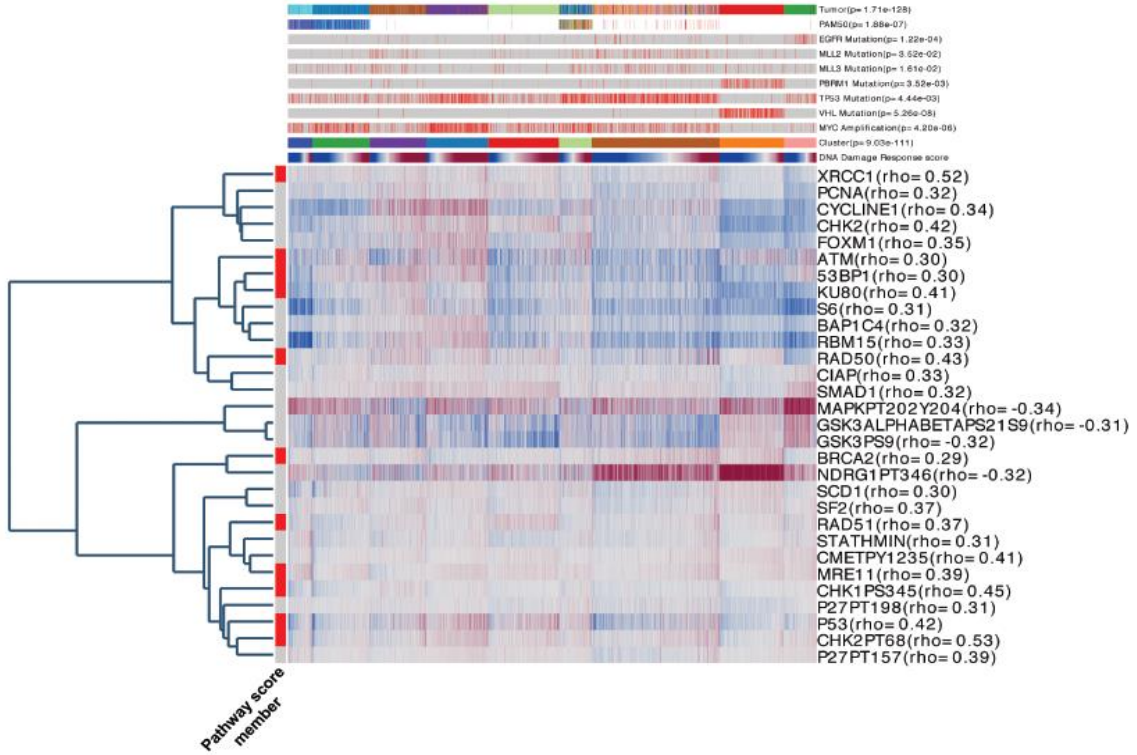 Tumor(p= 1.71e-128)
PAM50(p= 1.88e-07)
EGFR Mutation(p= 1.22e-04)
MLL2 Mutation(p= 3.52e-02)
MLL3 Mutation(p= 1.61e-02)
PBRM1 Mutation(p= 3.52e-03)
TP53 Mutation(p= 4.44e-03)
VHL Mutation(p= 5.26e-08)
MYC Amplification(p= 4.20e-06)
Cluster(p= 9.03e-111)
DNA Damage Response score
XRCC1(rho= 0.52)
PCNA(rho= 0.32)
CYCLINE1(rho= 0.34)
CHK2(rho= 0.42)
FOXM1(rho= 0.35)
ATM(rho= 0.30)
53BP1(rho= 0.30)
KU80(rho= 0.41)
S6(rho= 0.31)
BAP1C4(rho= 0.32)
RBM15(rho= 0.33)
RAD50(rho= 0.43)
CIAP(rho= 0.33)
SMAD1(rho= 0.32)
MAPKPT202Y204(rho= -0.34)
GSK3ALPHABETAPS21S9(rho= -0.31)
GSK3PS9(rho= -0.32)
BRCA2(rho= 0.29)
NDRG1PT346(rho= -0.32)
SCD1(rho= 0.30)
SF2(rho= 0.37)
RAD51(rho= 0.37)
STATHMIN(rho= 0.31)
CMETPY1235(rho= 0.41)
MRE11(rho= 0.39)
CHK1PS345(rho= 0.45)
P27PT198(rho= 0.31)
P53(rho= 0.42)
CHK2PT68(rho= 0.53)
P27PT157(rho= 0.39)
Pathway score
member